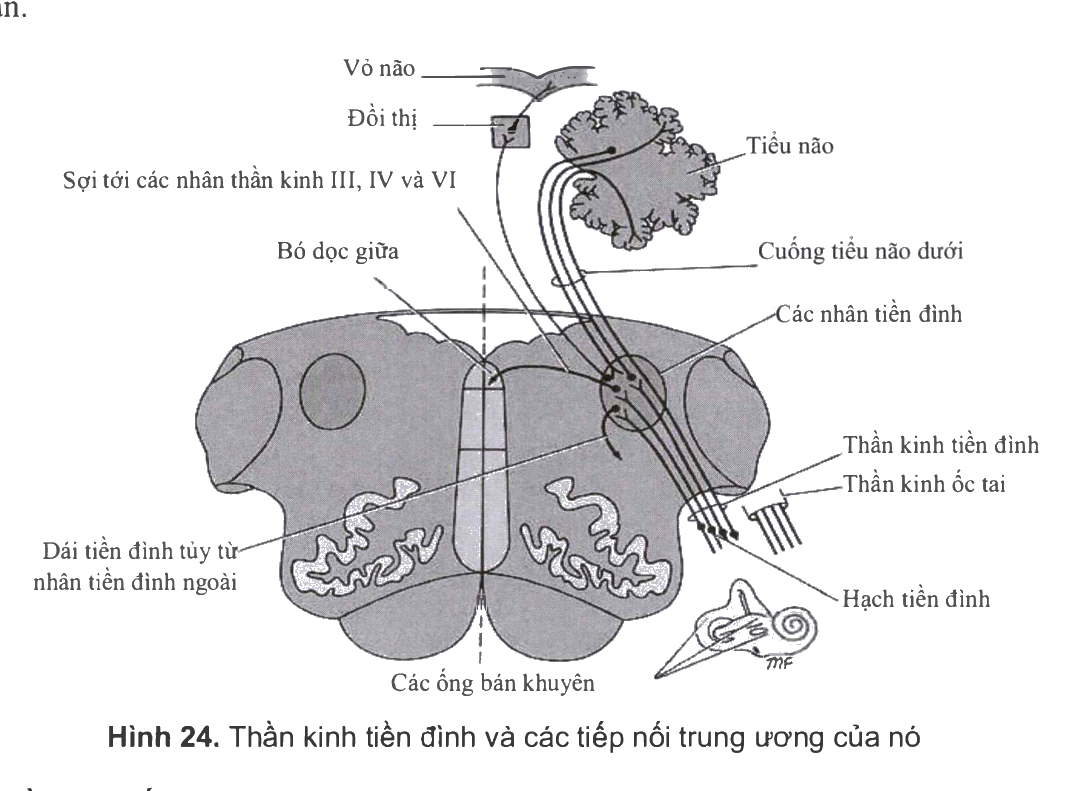 Vỏ não
Đồi thị
Tiểu não
Sợi tới các nhân thần kinh III, IV và VI
Bó dọc giữa
Cuống tiểu não dưới
Các nhân tiền đình
Thần kinh tiền đình
Thần kinh ốc tai
Dái tiền đình tủy từ
nhân tiền đình ngoài
Hạch tiền đình
MF
Các ống bán khuyên
Hình 24. Thần kinh tiền đình và các tiếp nối trung ương của nó